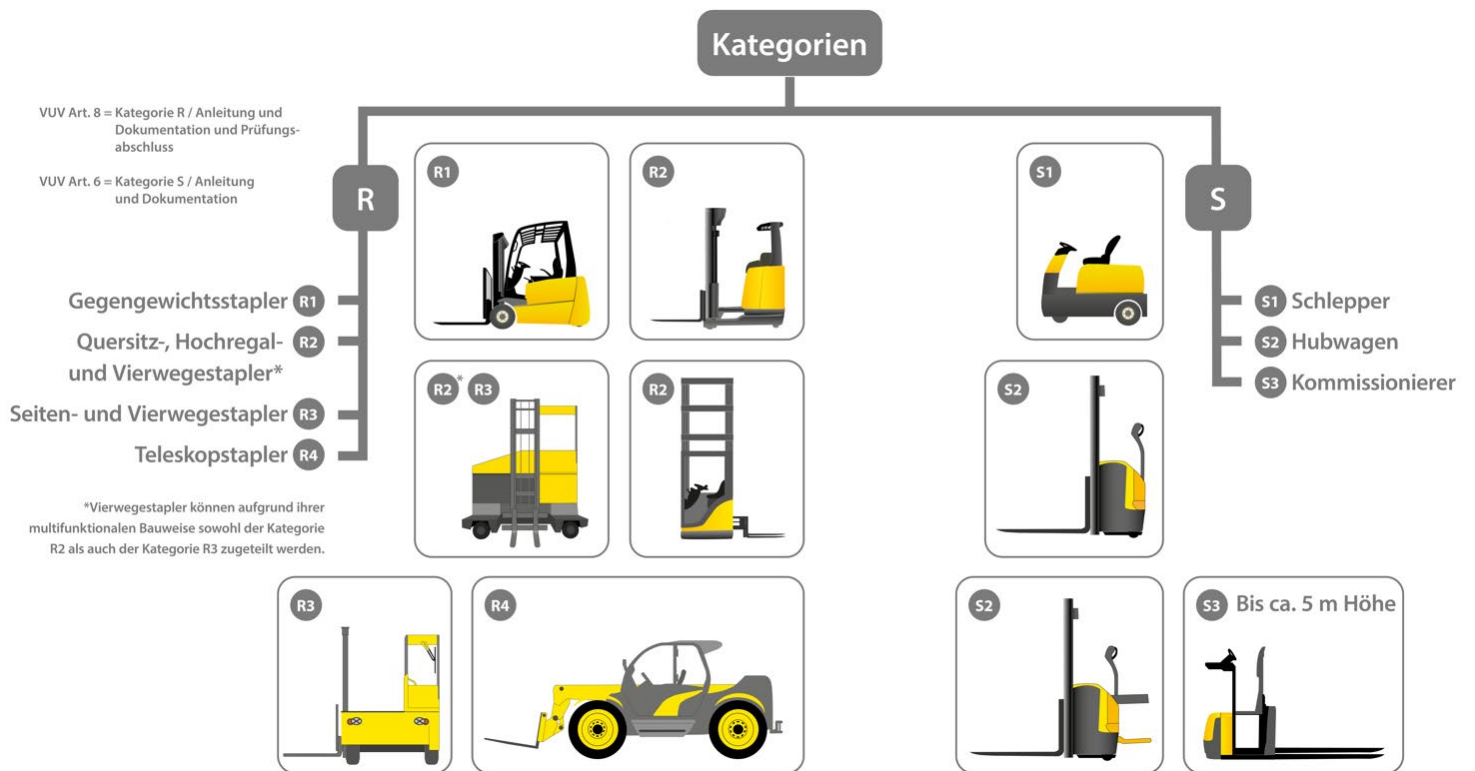 Kategorien
VUV Art. 8 = Kategorie R / Anleitung und
Dokumentation und Prüfungs-
abschluss
VUV Art. 6 = Kategorie S / Anleitung
und Dokumentation
R
Gegengewichtsstapler R1
Quersitz-, Hochregal- R2
und Vierwegestapler*
Seiten- und Vierwegestapler R3
Teleskopstapler R4
*Vierwegestapler können aufgrund ihrer
multifunktionalen Bauweise sowohl der Kategorie
R2 als auch der Kategorie R3 zugeteilt werden.
R1
R2
R2* R3
R2
R3
R4
S
S1 Schlepper
S2 Hubwagen
S3 Kommissionierer
S1
S2
S2
S3 Bis ca. 5 m Höhe